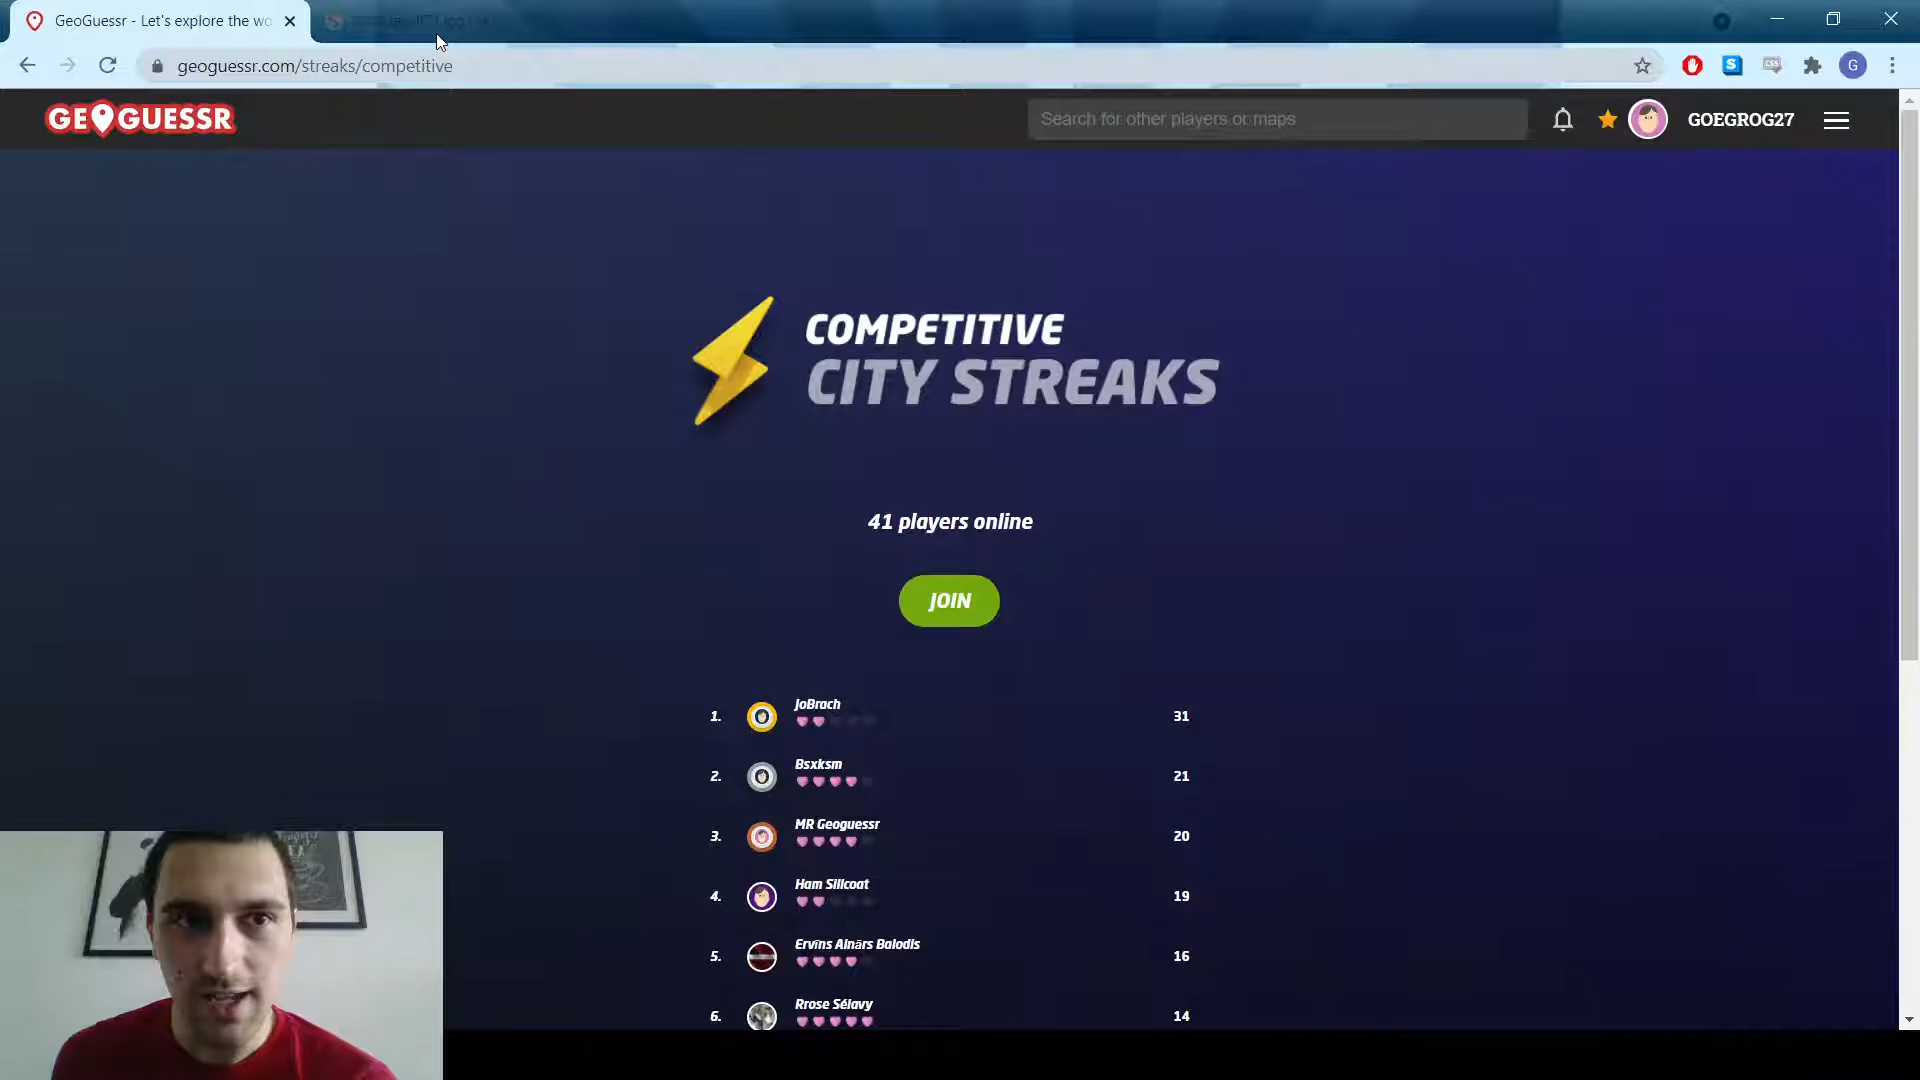 GeoGuessr - Let's explore the wo
geoguessr.com/streaks/competitive
S
CSS
G
GEOGUESSR
Search for other players or maps
GOEGROG27
COMPETITIVE
CITY STREAKS
41 players online
JOIN
1. JoBrach 31
2. Bsxksm 21
3. MR Geoguessr 20
4. Ham Sillcoat 19
5. Ervīns Alnārs Balodis 16
6. Rrose Sélavy 14